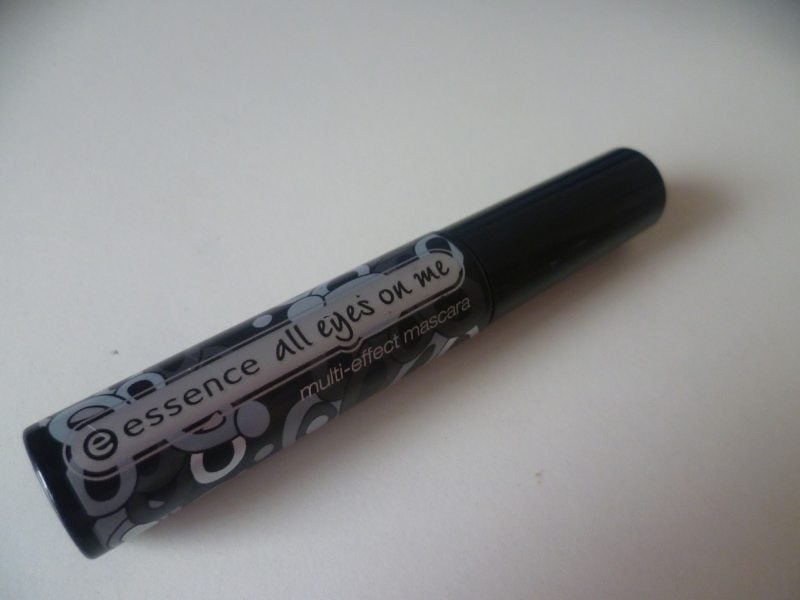 e essence all eyes on me
multi-effect mascara